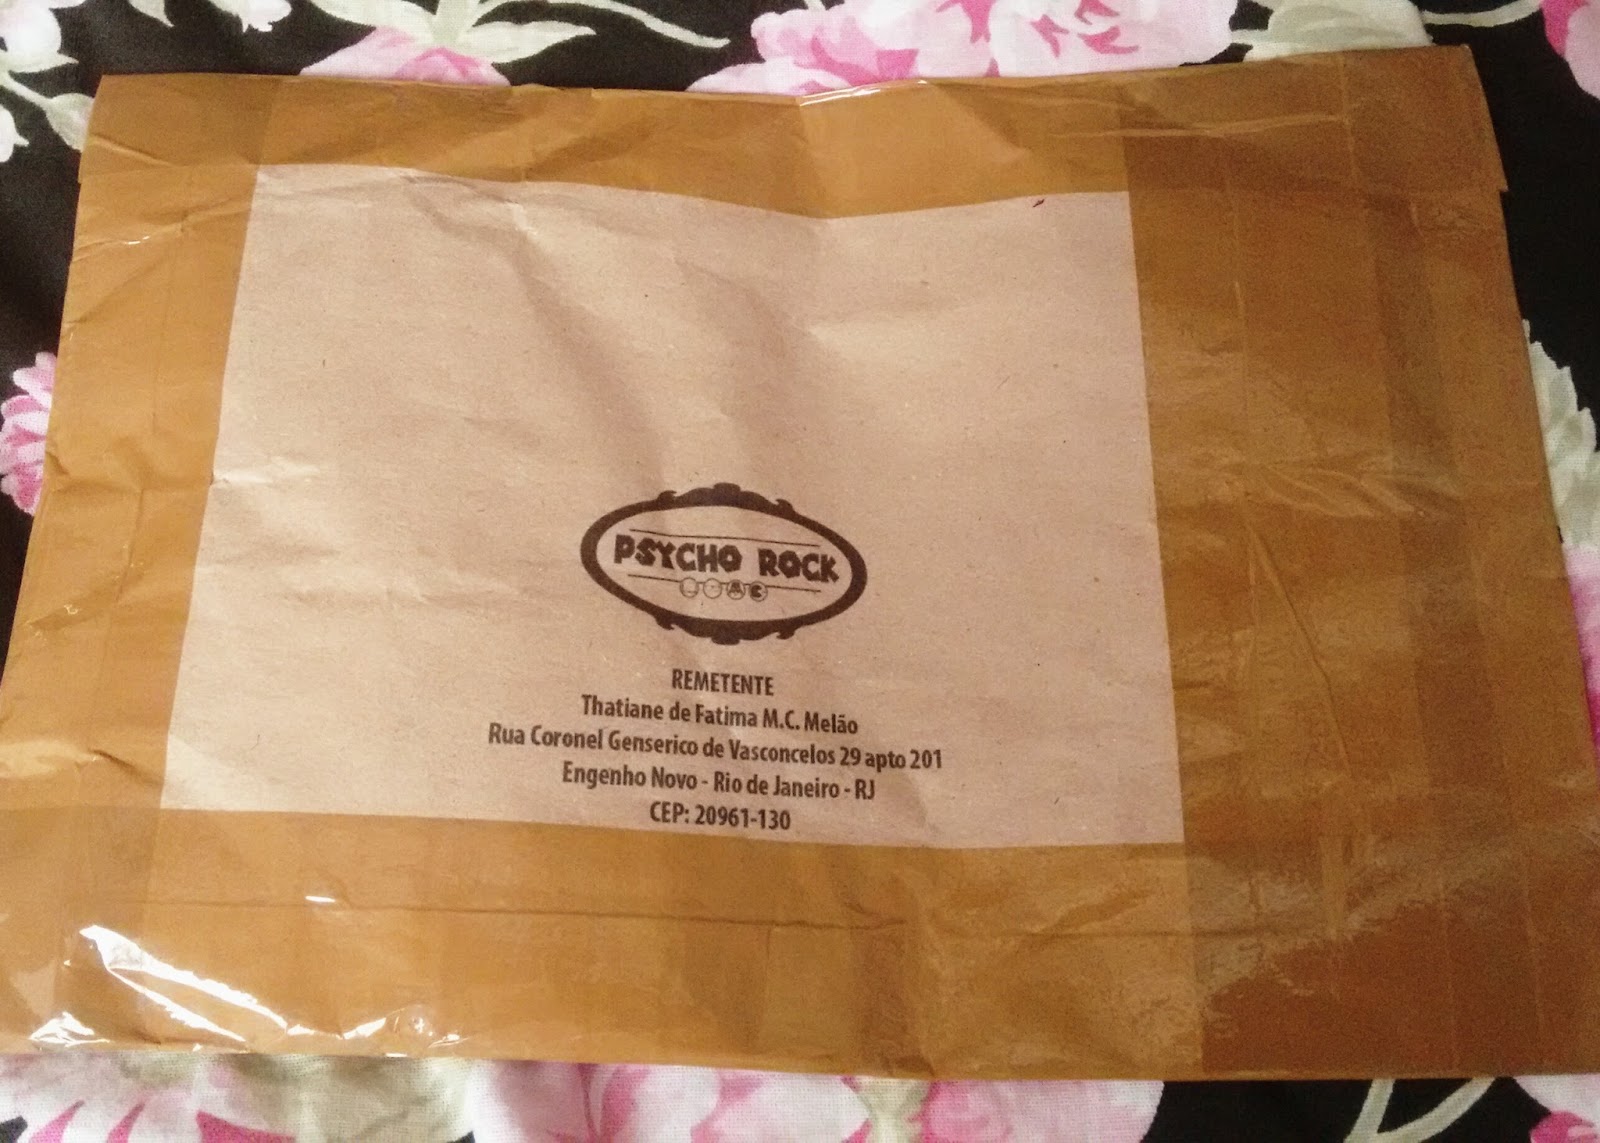 PSYCHO ROCK
REMETENTE
Thatiane de Fatima M.C. Melão
Rua Coronel Genserico de Vasconcelos 29 apto 201
Engenho Novo - Rio de Janeiro - RJ
CEP: 20961-130